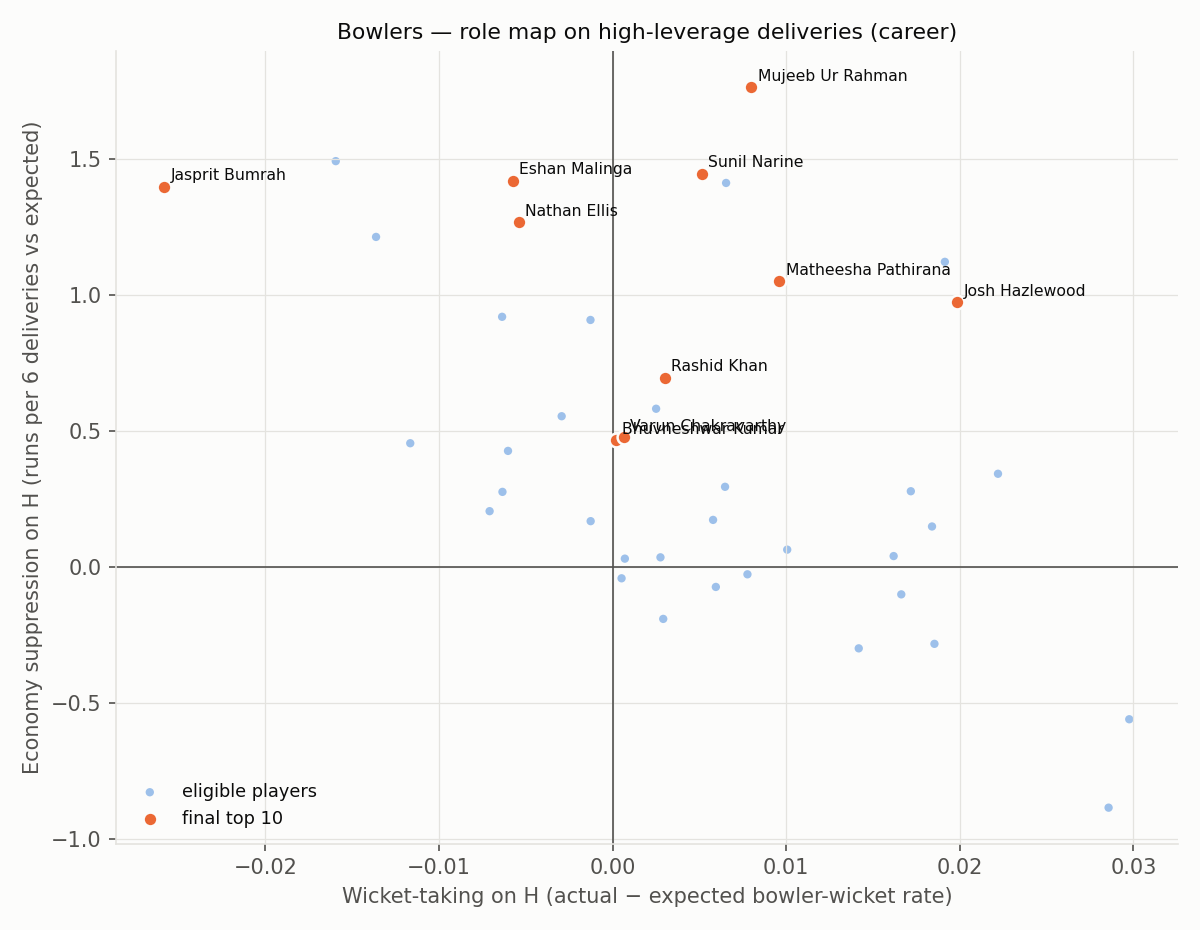 Bowlers — role map on high-leverage deliveries (career)
Economy suppression on H (runs per 6 deliveries vs expected)
1.5
1.0
0.5
0.0
−0.5
−1.0
Mujeeb Ur Rahman
Sunil Narine
Eshan Malinga
Jasprit Bumrah
Nathan Ellis
Matheesha Pathirana
Josh Hazlewood
Rashid Khan
Varun Chakravarthy
Bhuvneshwar Kumar
eligible players
final top 10
−0.02
−0.01
0.00
0.01
0.02
0.03
Wicket-taking on H (actual − expected bowler-wicket rate)